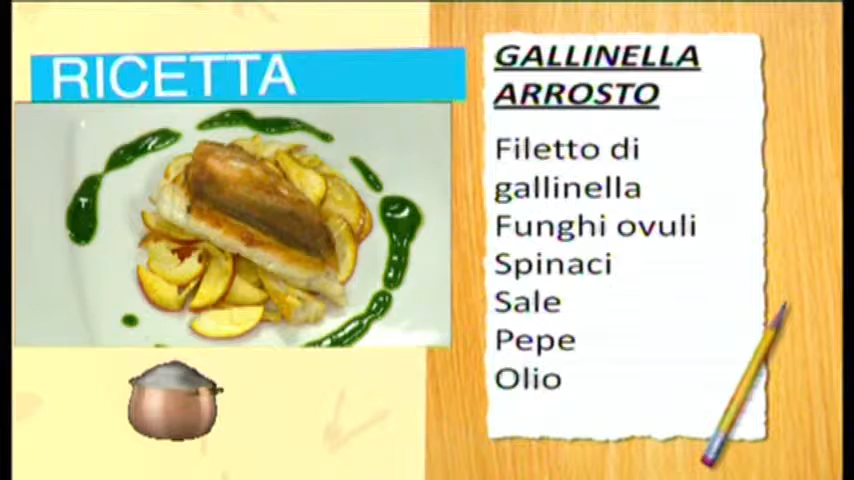 RICETTA
GALLINELLA
ARROSTO
Filetto di
gallinella
Funghi ovuli
Spinaci
Sale
Pepe
Olio